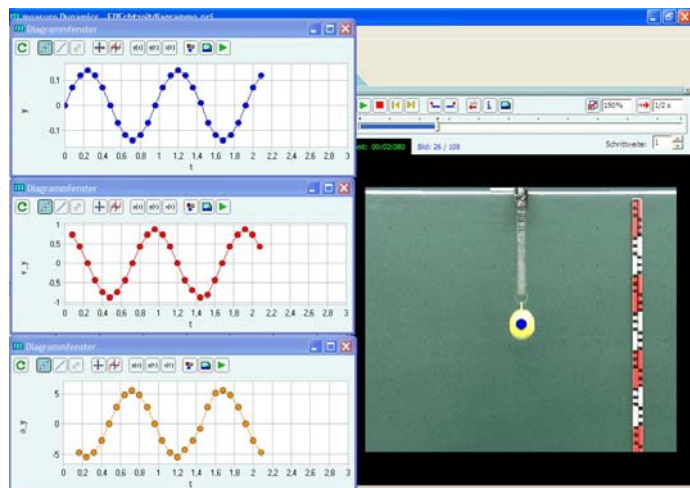 measure Dynamics FPEchtzeitdiagramme.prj
Diagrammfenster
y(x) y(t) x(t)
y
0,1
0
-0.1
0 0,2 0,4 0,6 0,8 1 1,2 1,4 1,6 1,8 2 2,2 2,4 2,6 2,8 3
t
Diagrammfenster
y(x) y(t) x(t)
v_y
1
0.5
0
-0.5
-1
0 0,2 0,4 0,6 0,8 1 1,2 1,4 1,6 1,8 2 2,2 2,4 2,6 2,8 3
t
Diagrammfenster
a_y
5
0
-5
0 0,2 0,4 0,6 0,8 1 1,2 1,4 1,6 1,8 2 2,2 2,4 2,6 2,8 3
t
150% 1/2 x
eit: 00:02:080 Bild: 26 / 108 Schrittweite: 1